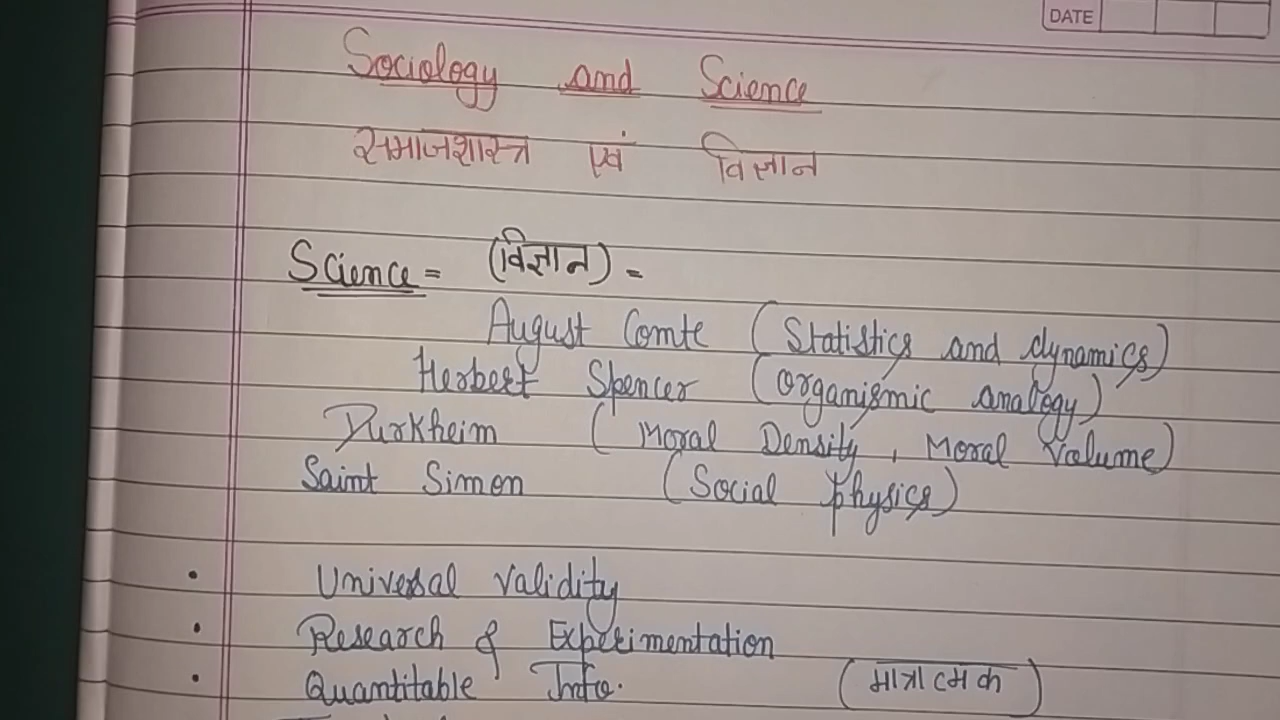 DATE
Sociology and Science
समाजशास्त्र एवं विज्ञान
Science = (विज्ञान) -
August Comte (Statistics and dynamics)
Herbert Spencer (Organismic analogy)
Durkheim (Moral Density, Moral Valume)
Saint Simon (Social Physics)
• Universal Validity
• Research & Experimentation
• Quantitable Info. (मात्रात्मक)